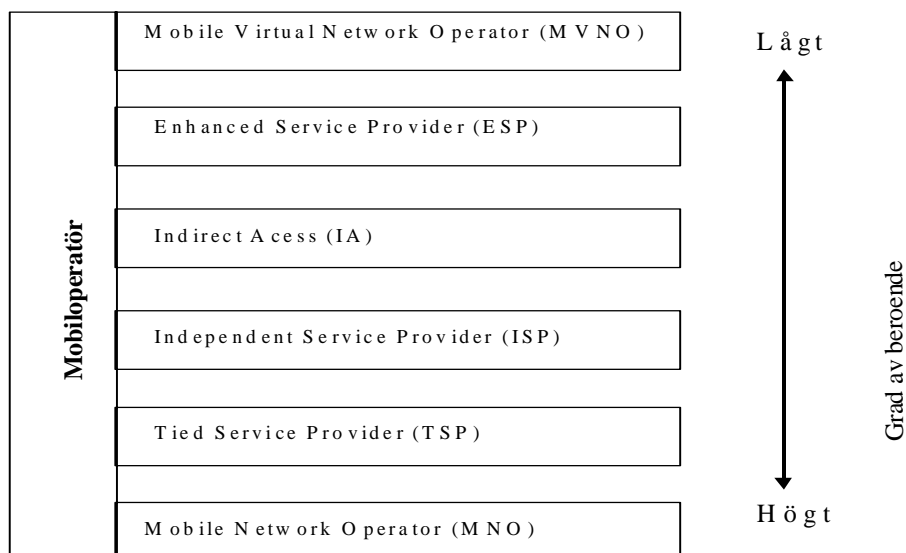 Mobile Virtual Network Operator (MVNO)
Lågt
Enhanced Service Provider (ESP)
Indirect Acess (IA)
Mobiloperatör
Independent Service Provider (ISP)
Grad av beroende
Tied Service Provider (TSP)
Högt
Mobile Network Operator (MNO)